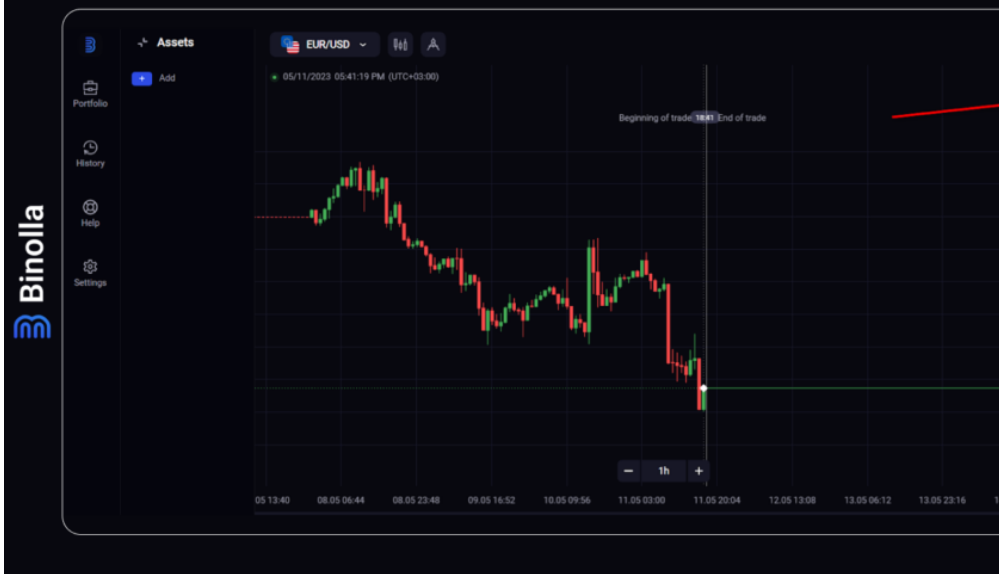 Binolla
Assets
EUR/USD
05/11/2023 05:41:19 PM (UTC+03:00)
+ Add
Portfolio
History
Help
Settings
Beginning of trade 18:41 End of trade
− 1h +
05 13:40 08.05 06:44 08.05 23:48 09.05 16:52 10.05 09:56 11.05 03:00 11.05 20:04 12.05 13:08 13.05 06:12 13.05 23:16